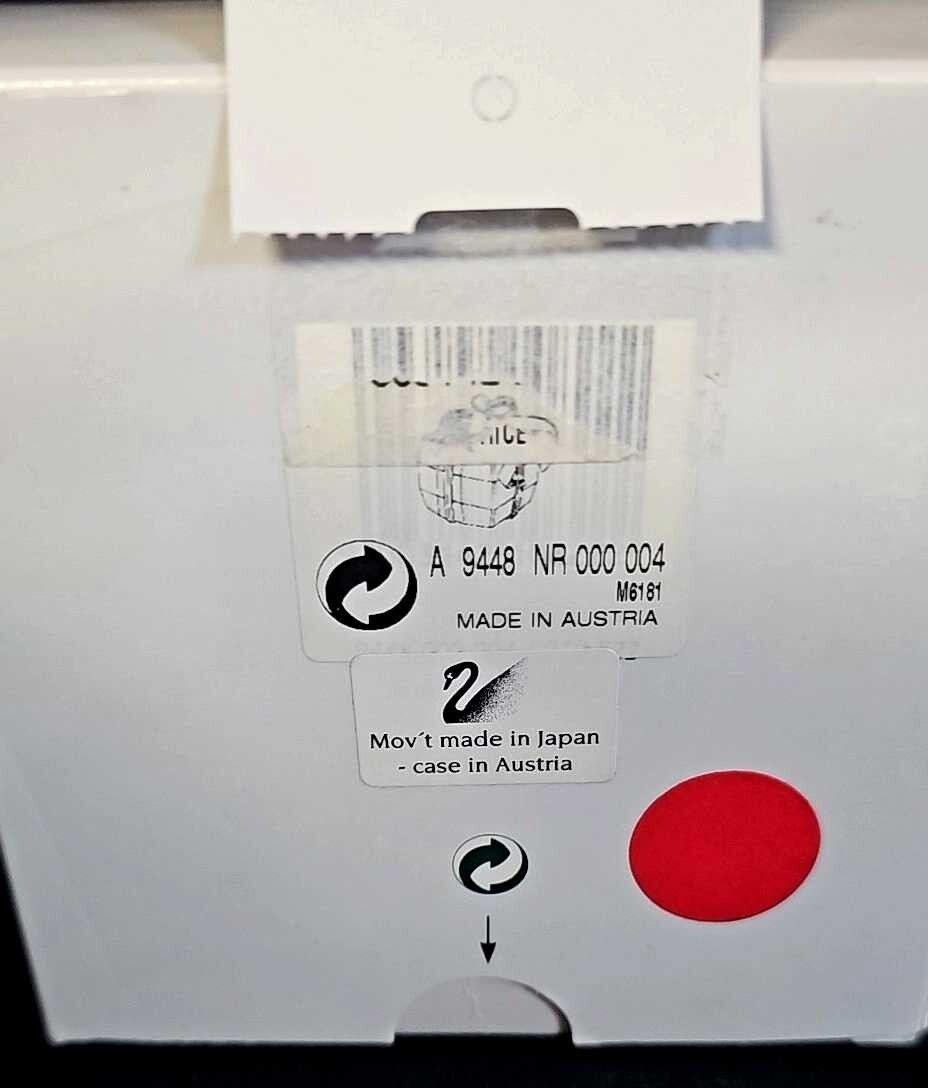 A 9448 NR 000 004
M6181
MADE IN AUSTRIA
Mov´t made in Japan
- case in Austria